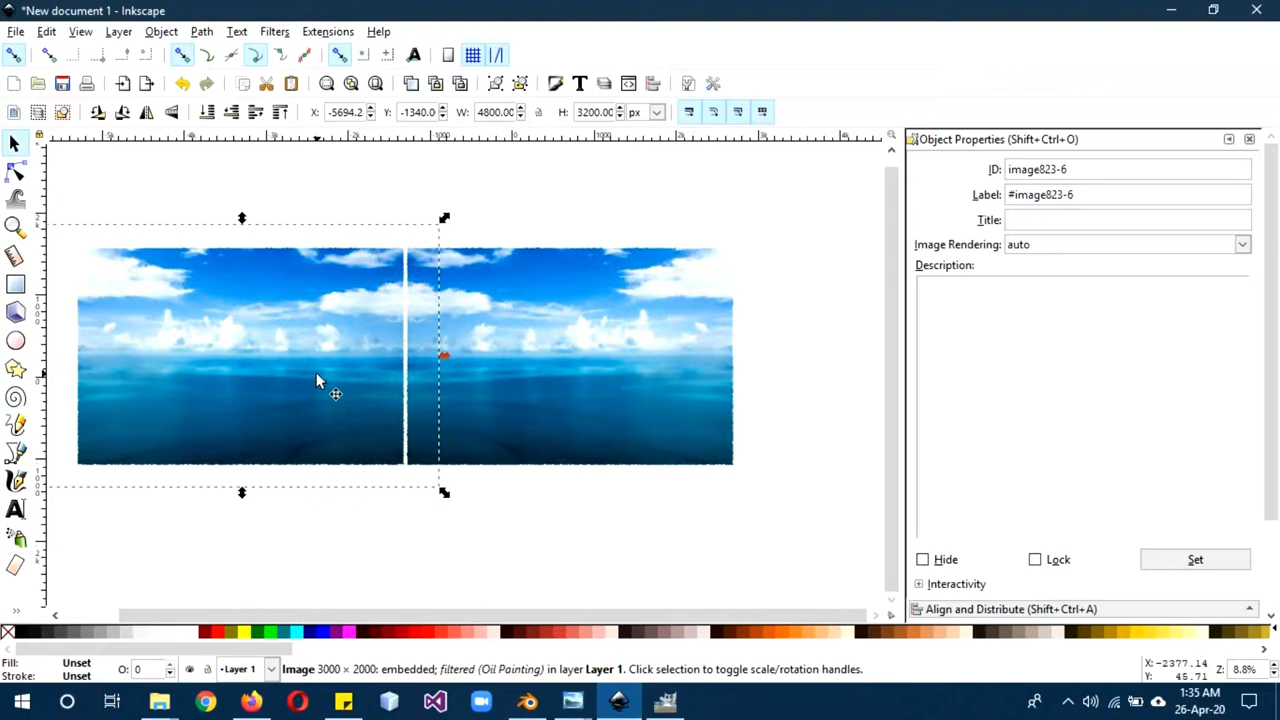 *New document 1 - Inkscape
File Edit View Layer Object Path Text Filters Extensions Help
X: -5694.2 Y: -1340.0 W: 4800.00 H: 3200.00 px
Object Properties (Shift+Ctrl+O)
ID: image823-6
Label: #image823-6
Title:
Image Rendering: auto
Description:
Hide Lock Set
Interactivity
Align and Distribute (Shift+Ctrl+A)
Fill: Unset
Stroke: Unset
O: 0
Layer 1
Image 3000 × 2000: embedded; filtered (Oil Painting) in layer Layer 1. Click selection to toggle scale/rotation handles.
X: -2377.14
Y: 45.71
Z: 8.8%
1:35 AM
26-Apr-20